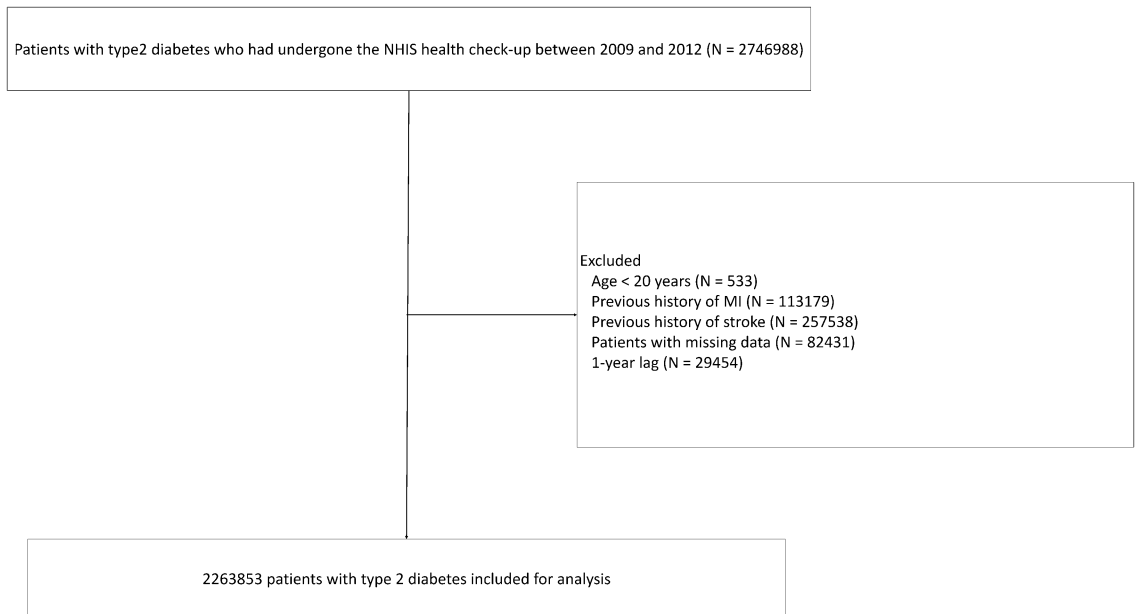 Patients with type2 diabetes who had undergone the NHIS health check-up between 2009 and 2012 (N = 2746988)
Excluded
Age < 20 years (N = 533)
Previous history of MI (N = 113179)
Previous history of stroke (N = 257538)
Patients with missing data (N = 82431)
1-year lag (N = 29454)
2263853 patients with type 2 diabetes included for analysis